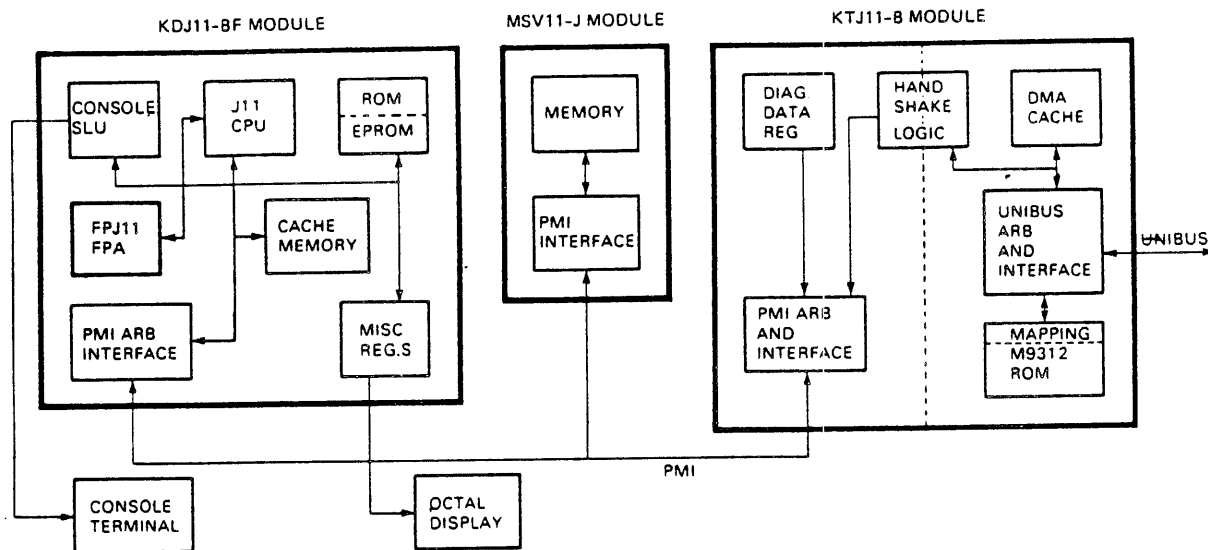 KDJ11-BF MODULE
CONSOLE
SLU
J11
CPU
ROM
EPROM
FPJ11
FPA
CACHE
MEMORY
PMI ARB
INTERFACE
MISC
REG.S
MSV11-J MODULE
MEMORY
PMI
INTERFACE
KTJ11-B MODULE
DIAG
DATA
REG
HAND
SHAKE
LOGIC
DMA
CACHE
UNIBUS
ARB
AND
INTERFACE
UNIBUS
PMI ARB
AND
INTERFACE
MAPPING
M9312
ROM
PMI
CONSOLE
TERMINAL
OCTAL
DISPLAY